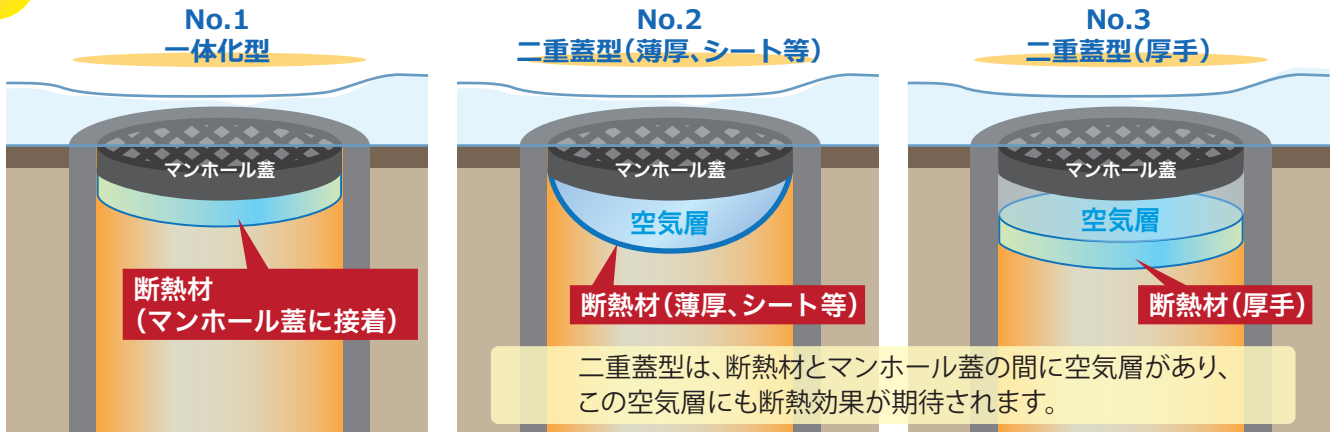 No.1
一体化型
マンホール蓋
断熱材
（マンホール蓋に接着）
No.2
二重蓋型（薄厚、シート等）
マンホール蓋
空気層
断熱材（薄厚、シート等）
No.3
二重蓋型（厚手）
マンホール蓋
空気層
断熱材（厚手）
二重蓋型は、断熱材とマンホール蓋の間に空気層があり、
この空気層にも断熱効果が期待されます。